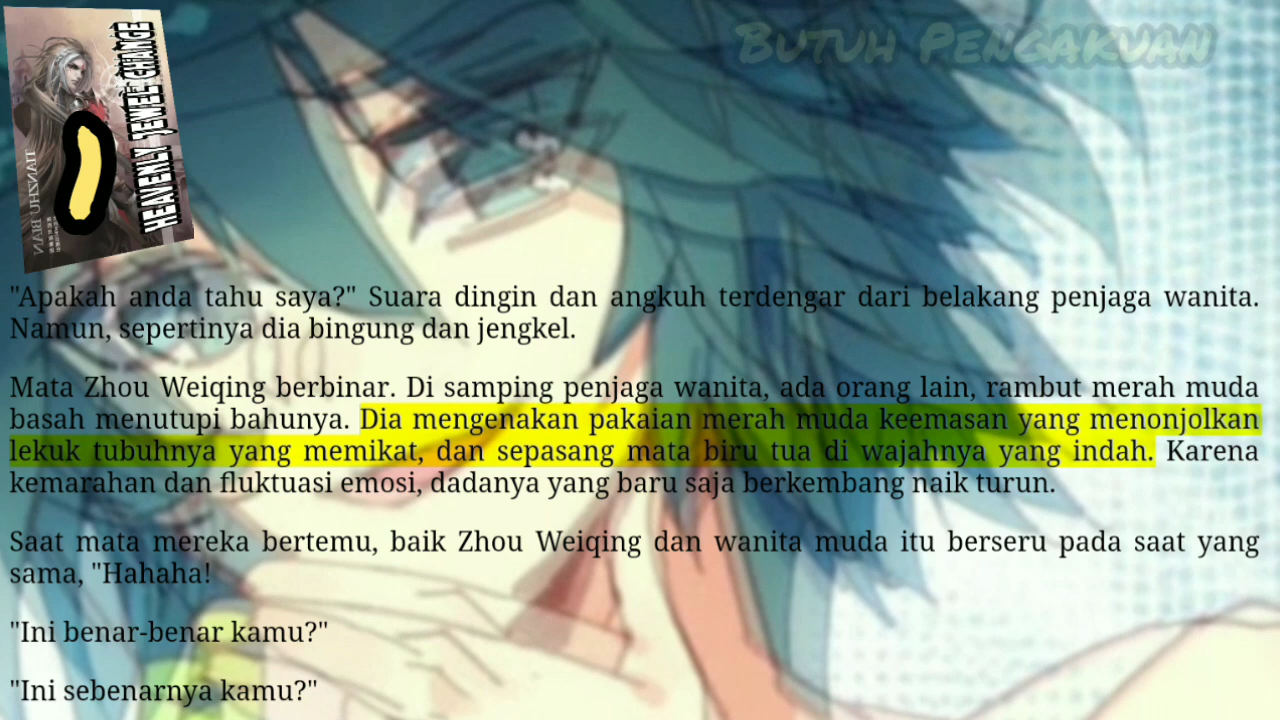 Butuh Pengakuan
HEAVENLY JEWEL CHANGE
TIANZHU BIAN
"Apakah anda tahu saya?" Suara dingin dan angkuh terdengar dari belakang penjaga wanita.
Namun, sepertinya dia bingung dan jengkel.
Mata Zhou Weiqing berbinar. Di samping penjaga wanita, ada orang lain, rambut merah muda
basah menutupi bahunya. Dia mengenakan pakaian merah muda keemasan yang menonjolkan
lekuk tubuhnya yang memikat, dan sepasang mata biru tua di wajahnya yang indah. Karena
kemarahan dan fluktuasi emosi, dadanya yang baru saja berkembang naik turun.
Saat mata mereka bertemu, baik Zhou Weiqing dan wanita muda itu berseru pada saat yang
sama, "Hahaha!
"Ini benar-benar kamu?"
"Ini sebenarnya kamu?"